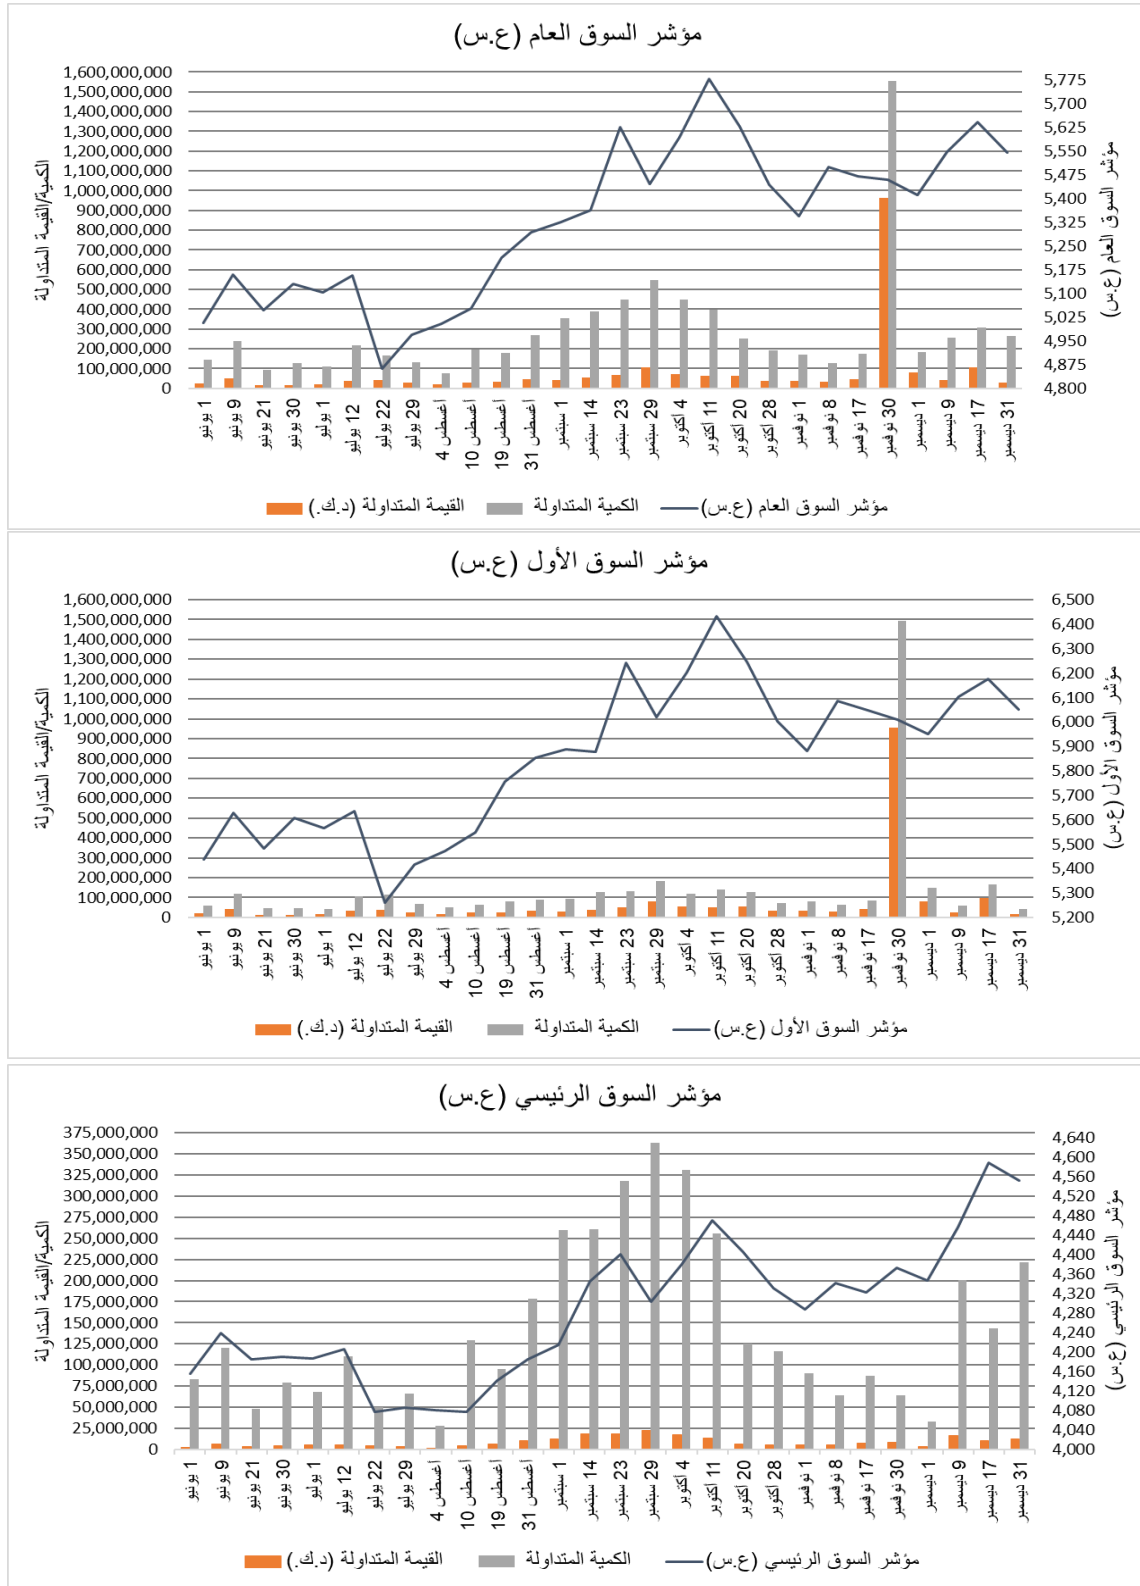 مؤشر السوق العام (ع.س)
الكمية/القيمة المتداولة
1,600,000,000
1,500,000,000
1,400,000,000
1,300,000,000
1,200,000,000
1,100,000,000
1,000,000,000
900,000,000
800,000,000
700,000,000
600,000,000
500,000,000
400,000,000
300,000,000
200,000,000
100,000,000
0
5,775
5,700
5,625
5,550
5,475
5,400
5,325
5,250
5,175
5,100
5,025
4,950
4,875
4,800
مؤشر السوق العام (ع.س)
1 يونيو
9 يونيو
21 يونيو
30 يونيو
1 يوليو
12 يوليو
22 يوليو
29 يوليو
4 أغسطس
10 أغسطس
19 أغسطس
31 أغسطس
1 سبتمبر
14 سبتمبر
23 سبتمبر
29 سبتمبر
4 أكتوبر
11 أكتوبر
20 أكتوبر
28 أكتوبر
1 نوفمبر
8 نوفمبر
17 نوفمبر
30 نوفمبر
1 ديسمبر
9 ديسمبر
17 ديسمبر
31 ديسمبر
القيمة المتداولة (د.ك.) الكمية المتداولة مؤشر السوق العام (ع.س)
مؤشر السوق الأول (ع.س)
الكمية/القيمة المتداولة
1,600,000,000
1,500,000,000
1,400,000,000
1,300,000,000
1,200,000,000
1,100,000,000
1,000,000,000
900,000,000
800,000,000
700,000,000
600,000,000
500,000,000
400,000,000
300,000,000
200,000,000
100,000,000
0
6,500
6,400
6,300
6,200
6,100
6,000
5,900
5,800
5,700
5,600
5,500
5,400
5,300
5,200
مؤشر السوق الأول (ع.س)
1 يونيو
9 يونيو
21 يونيو
30 يونيو
1 يوليو
12 يوليو
22 يوليو
29 يوليو
4 أغسطس
10 أغسطس
19 أغسطس
31 أغسطس
1 سبتمبر
14 سبتمبر
23 سبتمبر
29 سبتمبر
4 أكتوبر
11 أكتوبر
20 أكتوبر
28 أكتوبر
1 نوفمبر
8 نوفمبر
17 نوفمبر
30 نوفمبر
1 ديسمبر
9 ديسمبر
17 ديسمبر
31 ديسمبر
القيمة المتداولة (د.ك.) الكمية المتداولة مؤشر السوق الأول (ع.س)
مؤشر السوق الرئيسي (ع.س)
الكمية/القيمة المتداولة
375,000,000
350,000,000
325,000,000
300,000,000
275,000,000
250,000,000
225,000,000
200,000,000
175,000,000
150,000,000
125,000,000
100,000,000
75,000,000
50,000,000
25,000,000
0
4,640
4,600
4,560
4,520
4,480
4,440
4,400
4,360
4,320
4,280
4,240
4,200
4,160
4,120
4,080
4,040
4,000
مؤشر السوق الرئيسي (ع.س)
1 يونيو
9 يونيو
21 يونيو
30 يونيو
1 يوليو
12 يوليو
22 يوليو
29 يوليو
4 أغسطس
10 أغسطس
19 أغسطس
31 أغسطس
1 سبتمبر
14 سبتمبر
23 سبتمبر
29 سبتمبر
4 أكتوبر
11 أكتوبر
20 أكتوبر
28 أكتوبر
1 نوفمبر
8 نوفمبر
17 نوفمبر
30 نوفمبر
1 ديسمبر
9 ديسمبر
17 ديسمبر
31 ديسمبر
القيمة المتداولة (د.ك.) الكمية المتداولة مؤشر السوق الرئيسي (ع.س)